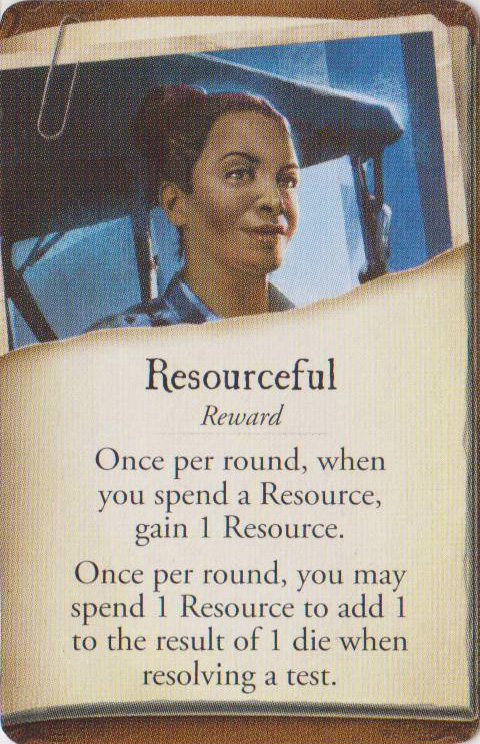 Resourceful
Reward
Once per round, when
you spend a Resource,
gain 1 Resource.
Once per round, you may
spend 1 Resource to add 1
to the result of 1 die when
resolving a test.